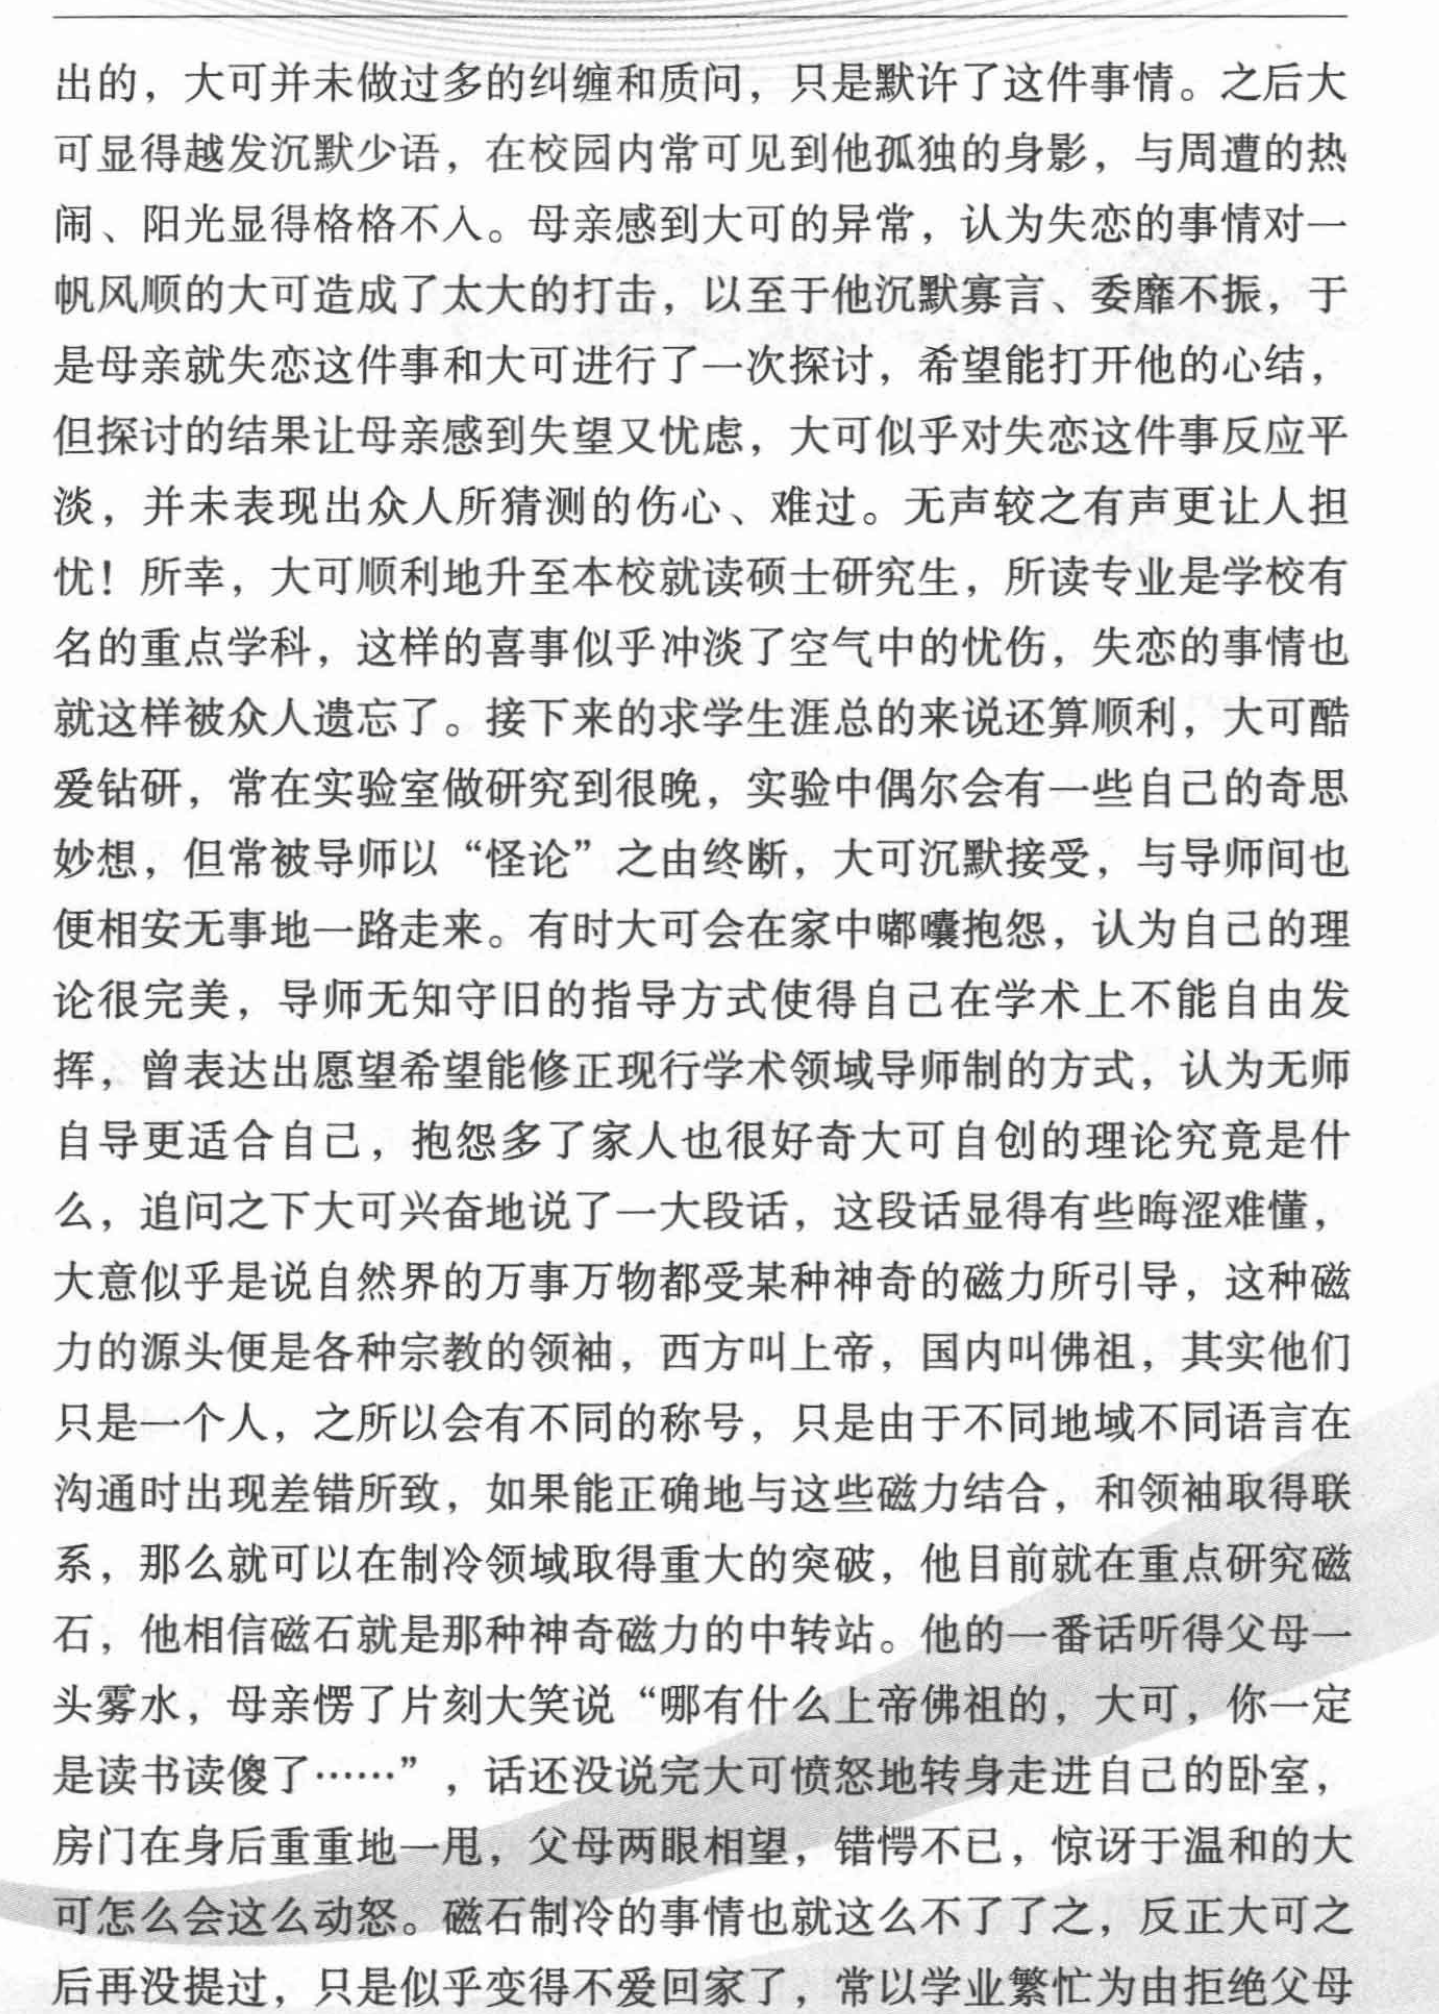 出的，大可并未做过多的纠缠和质问，只是默许了这件事情。之后大
可显得越发沉默少语，在校园内常可见到他孤独的身影，与周遭的热
闹、阳光显得格格不入。母亲感到大可的异常，认为失恋的事情对一
帆风顺的大可造成了太大的打击，以至于他沉默寡言、委靡不振，于
是母亲就失恋这件事和大可进行了一次探讨，希望能打开他的心结，
但探讨的结果让母亲感到失望又忧虑，大可似乎对失恋这件事反应平
淡，并未表现出众人所猜测的伤心、难过。无声较之有声更让人担
忧！所幸，大可顺利地升至本校就读硕士研究生，所读专业是学校有
名的重点学科，这样的喜事似乎冲淡了空气中的忧伤，失恋的事情也
就这样被众人遗忘了。接下来的求学生涯总的来说还算顺利，大可酷
爱钻研，常在实验室做研究到很晚，实验中偶尔会有一些自己的奇思
妙想，但常被导师以“怪论”之由终断，大可沉默接受，与导师间也
便相安无事地一路走来。有时大可会在家中嘟囔抱怨，认为自己的理
论很完美，导师无知守旧的指导方式使得自己在学术上不能自由发
挥，曾表达出愿望希望能修正现行学术领域导师制的方式，认为无师
自导更适合自己，抱怨多了家人也很好奇大可自创的理论究竟是什
么，追问之下大可兴奋地说了一大段话，这段话显得有些晦涩难懂，
大意似乎是说自然界的万事万物都受某种神奇的磁力所引导，这种磁
力的源头便是各种宗教的领袖，西方叫上帝，国内叫佛祖，其实他们
只是一个人，之所以会有不同的称号，只是由于不同地域不同语言在
沟通时出现差错所致，如果能正确地与这些磁力结合，和领袖取得联
系，那么就可以在制冷领域取得重大的突破，他目前就在重点研究磁
石，他相信磁石就是那种神奇磁力的中转站。他的一番话听得父母一
头雾水，母亲愣了片刻大笑说“哪有什么上帝佛祖的，大可，你一定
是读书读傻了……”，话还没说完大可愤怒地转身走进自己的卧室，
房门在身后重重地一甩，父母两眼相望，错愕不已，惊讶于温和的大
可怎么会这么动怒。磁石制冷的事情也就这么不了了之，反正大可之
后再没提过，只是似乎变得不爱回家了，常以学业繁忙为由拒绝父母